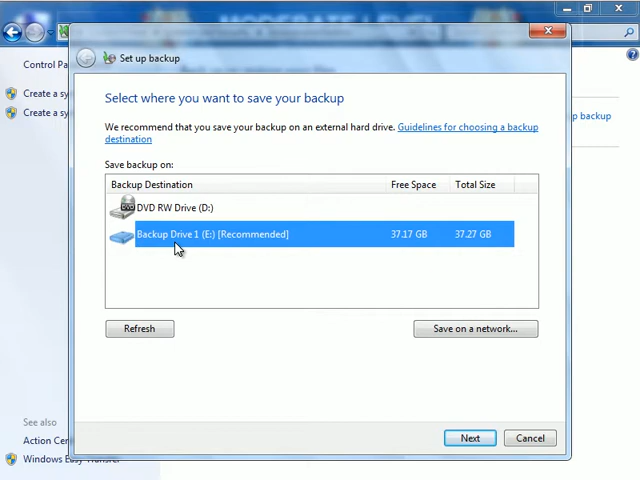 MODERATE LEVEL
Set up backup
Control Pa
Select where you want to save your backup
Create a sy
Create a sy
p backup
We recommend that you save your backup on an external hard drive. Guidelines for choosing a backup
destination
Save backup on:
Backup Destination Free Space Total Size
DVD RW Drive (D:)
Backup Drive 1 (E:) [Recommended] 37.17 GB 37.27 GB
Refresh Save on a network...
See also
Action Cen
Next Cancel
Windows Easy Transfer